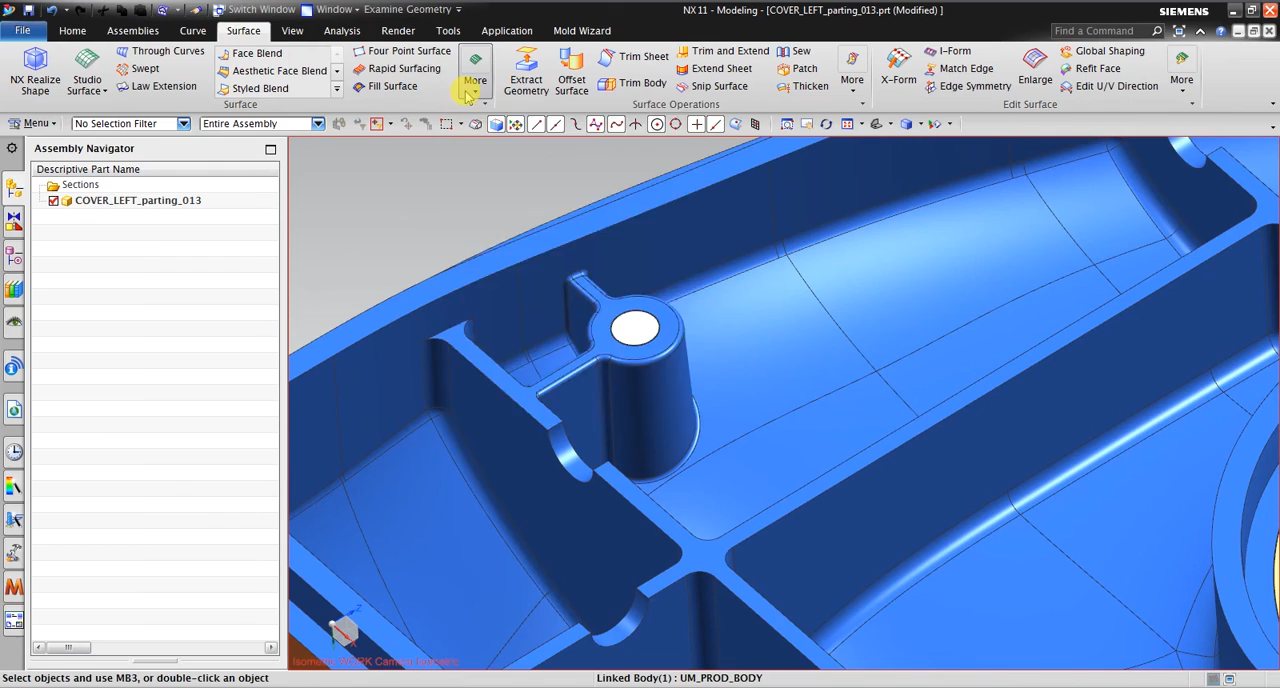 Switch Window Window Examine Geometry NX 11 - Modeling - [COVER_LEFT_parting_013.prt (Modified) ] SIEMENS
File Home Assemblies Curve Surface View Analysis Render Tools Application Mold Wizard Find a Command
NX Realize Shape
Studio Surface
Through Curves
Swept
Law Extension
Face Blend
Aesthetic Face Blend
Styled Blend
Four Point Surface
Rapid Surfacing
Fill Surface
More
Surface
Extract Geometry
Offset Surface
Trim Sheet
Trim Body
Trim and Extend
Extend Sheet
Snip Surface
Sew
Patch
Thicken
More
Surface Operations
X-Form
I-Form
Match Edge
Edge Symmetry
Enlarge
Global Shaping
Refit Face
Edit U/V Direction
More
Edit Surface
Menu No Selection Filter Entire Assembly
Assembly Navigator
Descriptive Part Name
Sections
COVER_LEFT_parting_013
Z
X
Isometric WORK Camera Isometric
Select objects and use MB3, or double-click an object Linked Body(1) : UM_PROD_BODY